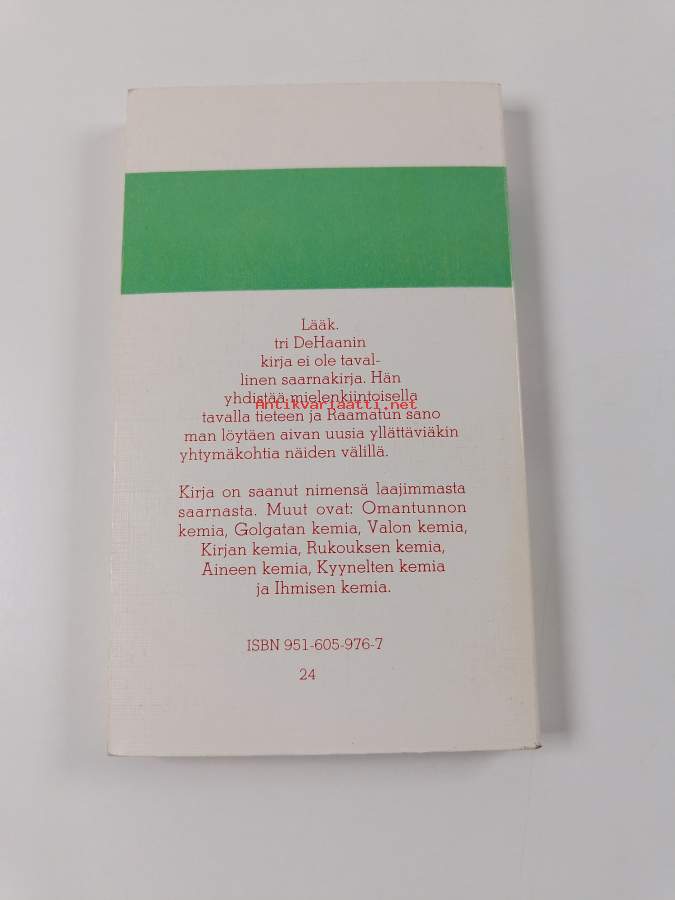 Lääk.
tri DeHaanin
kirja ei ole taval-
linen saarnakirja. Hän
yhdistää mielenkiintoisella
Antikvariaatti.net
tavalla tieteen ja Raamatun sano
man löytäen aivan uusia yllättäviäkin
yhtymäkohtia näiden välillä.
Kirja on saanut nimensä laajimmasta
saarnasta. Muut ovat: Omantunnon
kemia, Golgatan kemia, Valon kemia,
Kirjan kemia, Rukouksen kemia,
Aineen kemia, Kyynelten kemia
ja Ihmisen kemia.
ISBN 951-605-976-7
24